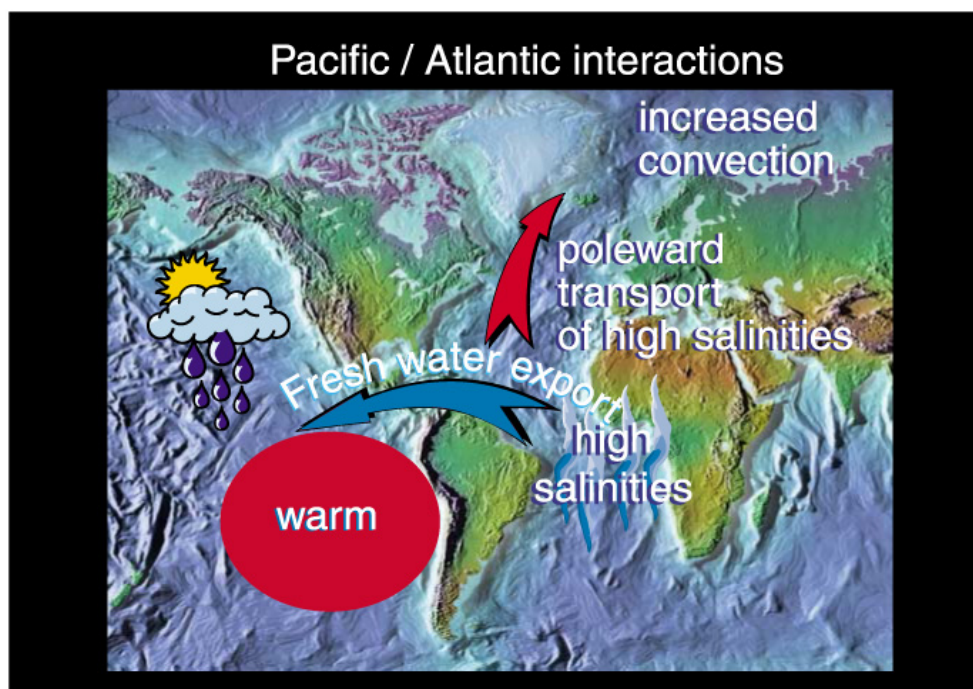 Pacific / Atlantic interactions
increased
convection
poleward
transport
of high salinities
Fresh water export
high
salinities
warm